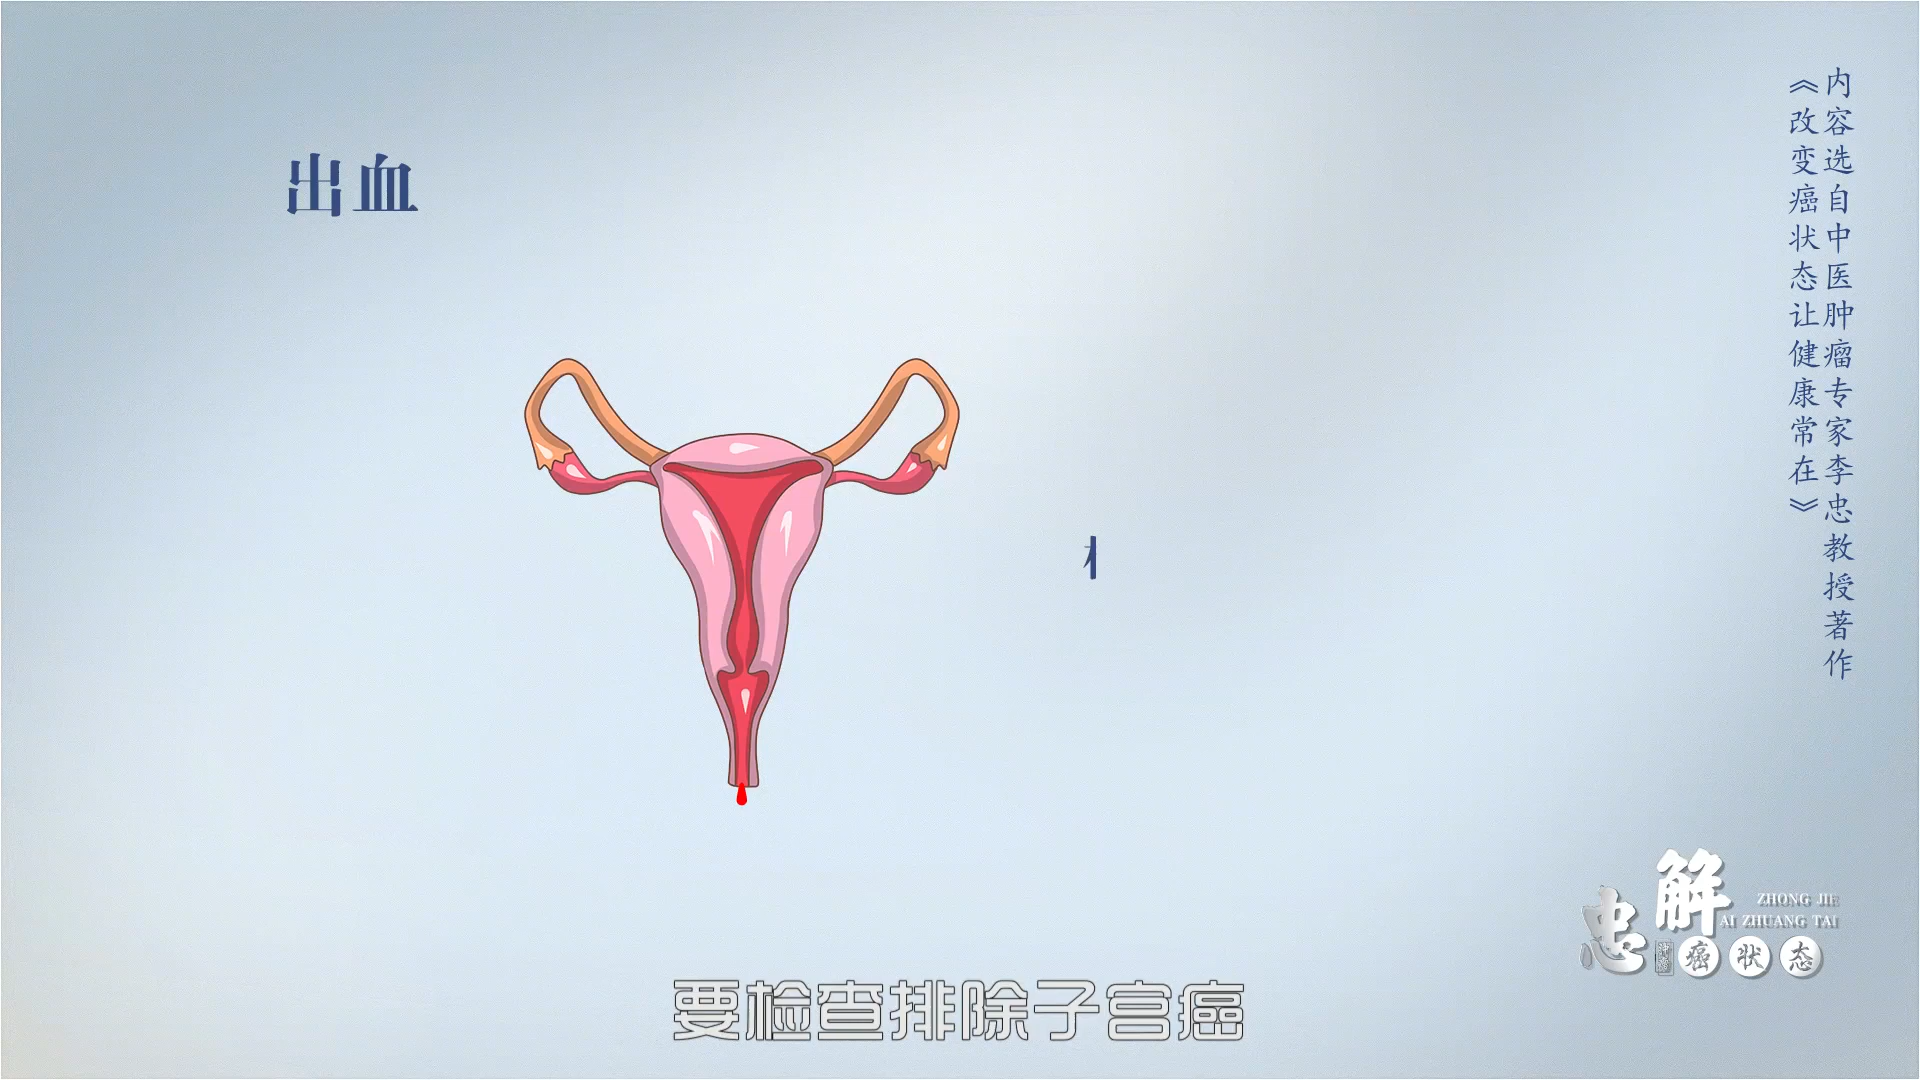 出血
内容选自中医肿瘤专家李忠教授著作
《改变癌状态让健康常在》
忠解
ZHONG JIE
AI ZHUANG TAI
癌状态
要检查排除子宫癌